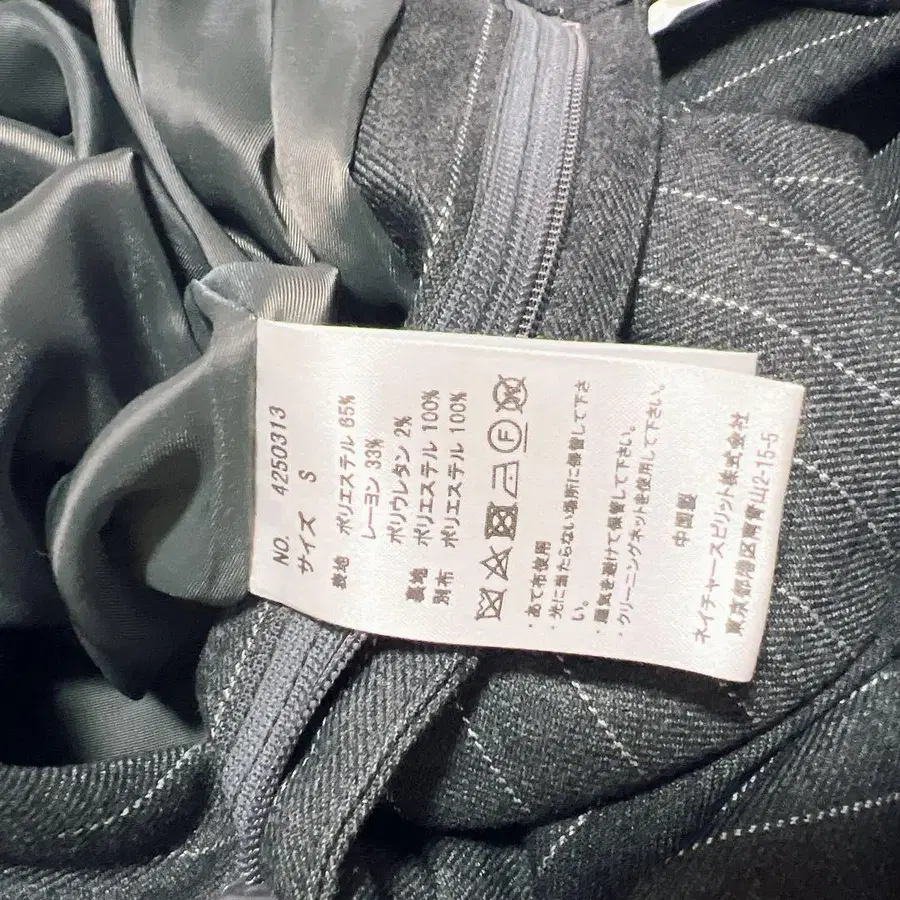 NO. 4250313
サイズ S
表地 ポリエステル 65%
レーヨン 33%
ポリウレタン 2%
裏地 ポリエステル 100%
別布 ポリエステル 100%
F
・あて布使用
・光に当たらない場所に保管して下さ
い。
・湿気を避けて保管して下さい。
・クリーニングネットを使用して下さい。
中国製
ネイチャースピリット株式会社
東京都港区南青山2-15-5